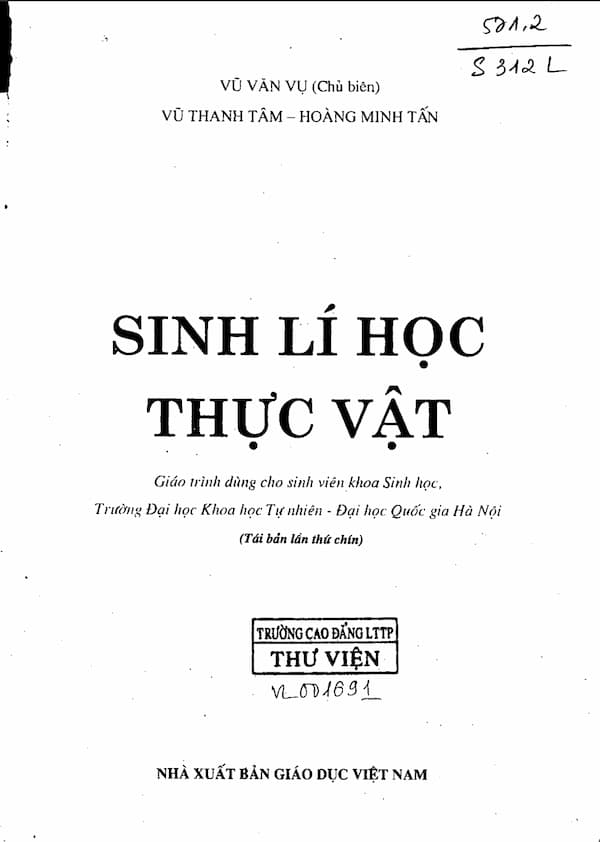 571,2
S 312 L
VŨ VĂN VỤ (Chủ biên)
VŨ THANH TÂM – HOÀNG MINH TẤN
SINH LÍ HỌC
THỰC VẬT
Giáo trình dùng cho sinh viên khoa Sinh học,
Trường Đại học Khoa học Tự nhiên - Đại học Quốc gia Hà Nội
(Tái bản lần thứ chín)
TRƯỜNG CAO ĐẲNG LTTP
THƯ VIỆN
VL001691
NHÀ XUẤT BẢN GIÁO DỤC VIỆT NAM